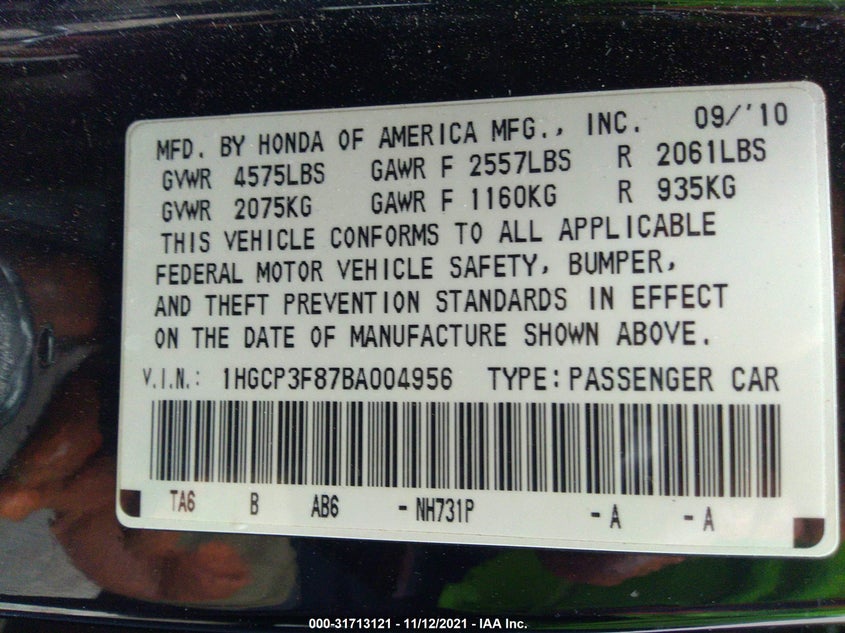 09/'10
MFD. BY HONDA OF AMERICA MFG., INC.
GVWR 4575LBS GAWR F 2557LBS R 2061LBS
GVWR 2075KG GAWR F 1160KG R 935KG
THIS VEHICLE CONFORMS TO ALL APPLICABLE
FEDERAL MOTOR VEHICLE SAFETY, BUMPER,
AND THEFT PREVENTION STANDARDS IN EFFECT
ON THE DATE OF MANUFACTURE SHOWN ABOVE.
V.I.N.: 1HGCP3F87BA004956 TYPE: PASSENGER CAR
TA6 B AB6 - NH731P - A - A
000-31713121 - 11/12/2021 - IAA Inc.